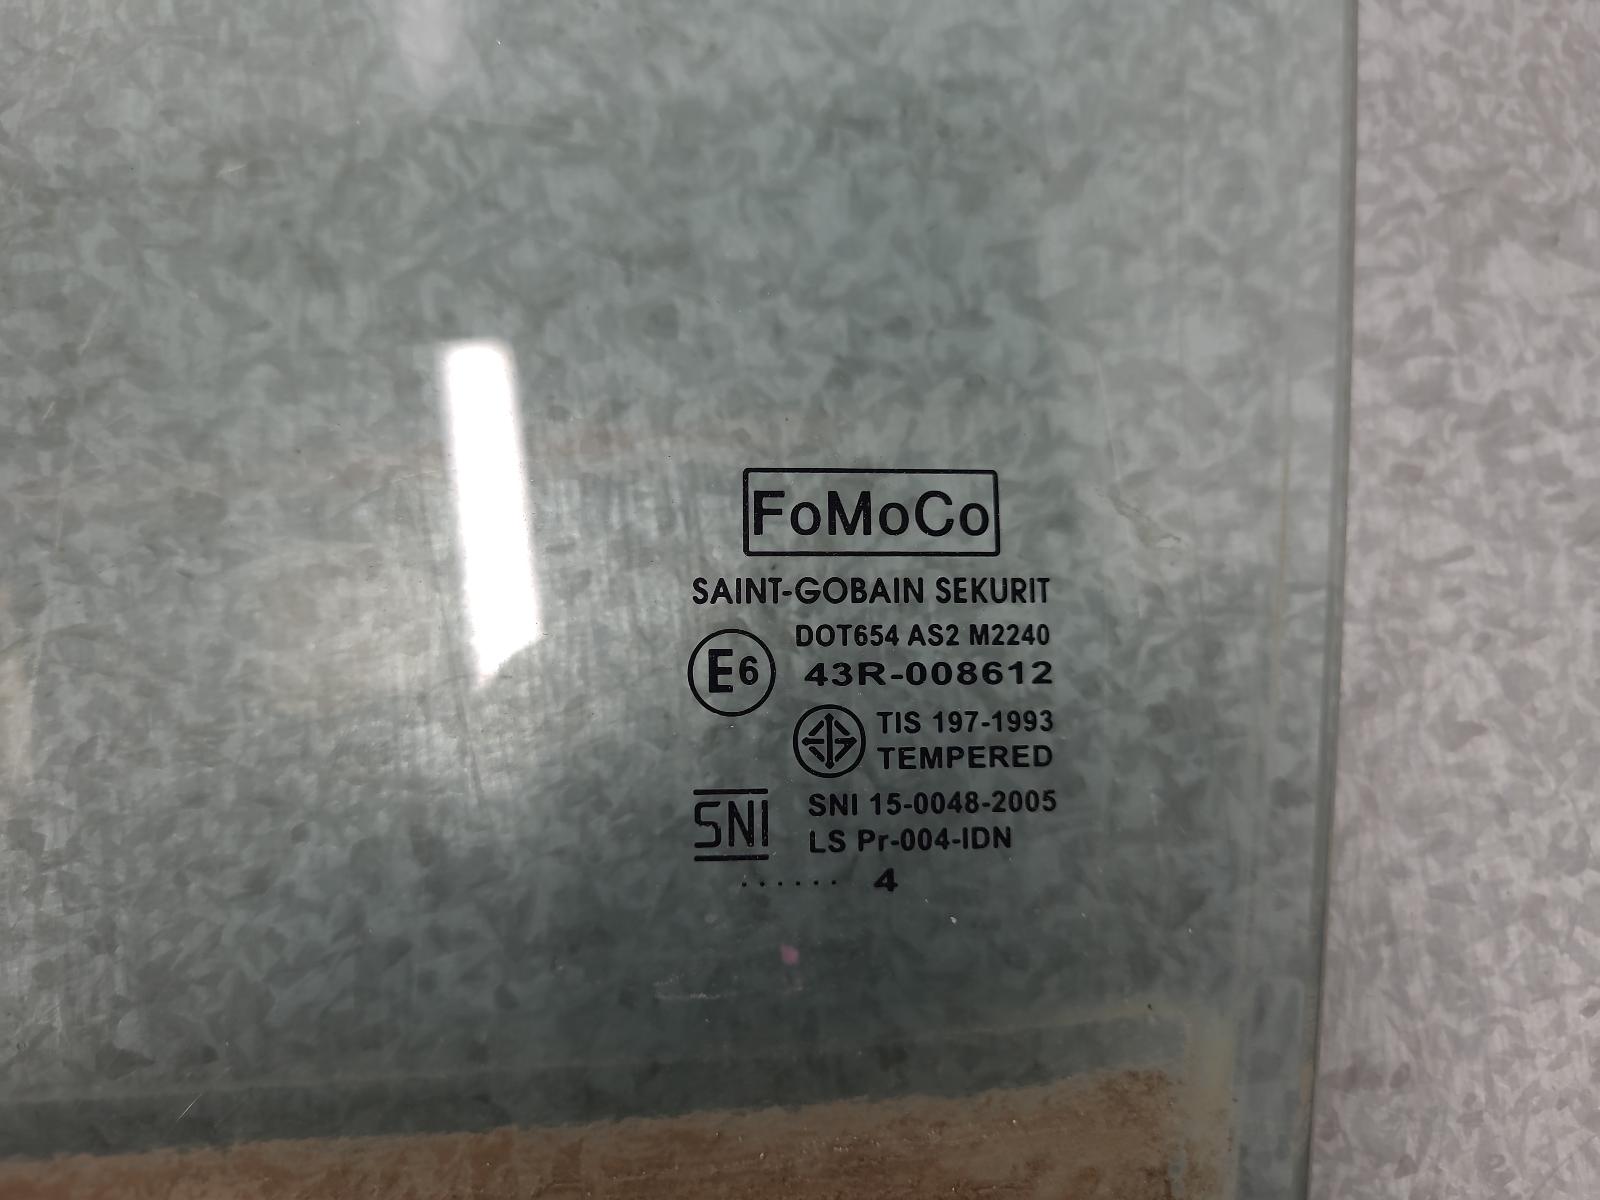 FoMoCo
SAINT-GOBAIN SEKURIT
DOT654 AS2 M2240
E6 43R-008612
TIS 197-1993
TEMPERED
SNI SNI 15-0048-2005
LS Pr-004-IDN
...... 4